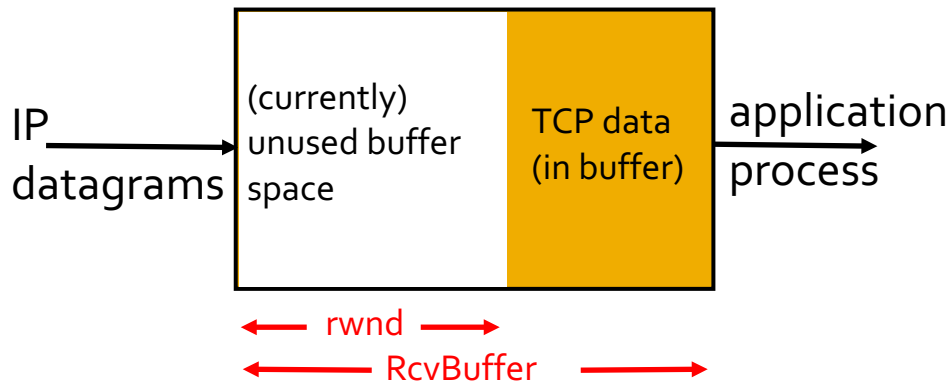 IP
datagrams
(currently)
unused buffer
space
TCP data
(in buffer)
application
process
rwnd
RcvBuffer